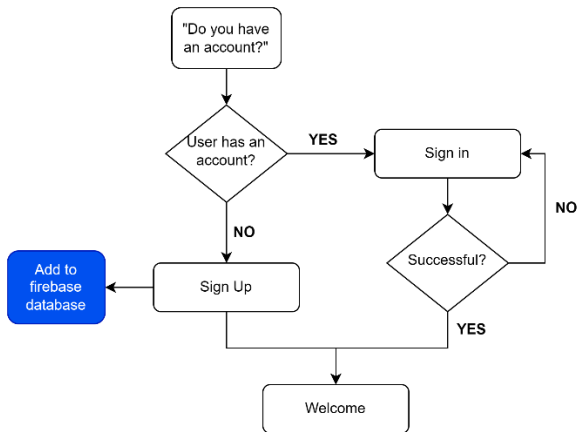 "Do you have
an account?"
User has an
account?
YES
Sign in
NO
Successful?
NO
Add to
firebase
database
Sign Up
YES
Welcome